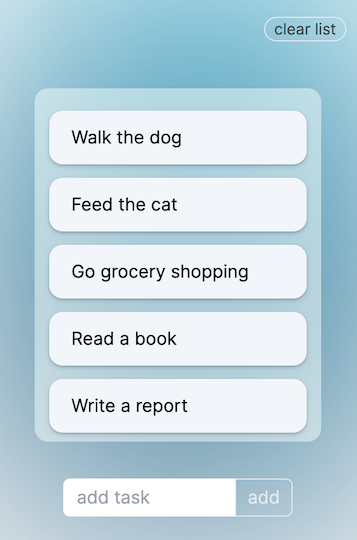 clear list
Walk the dog
Feed the cat
Go grocery shopping
Read a book
Write a report
add task
add